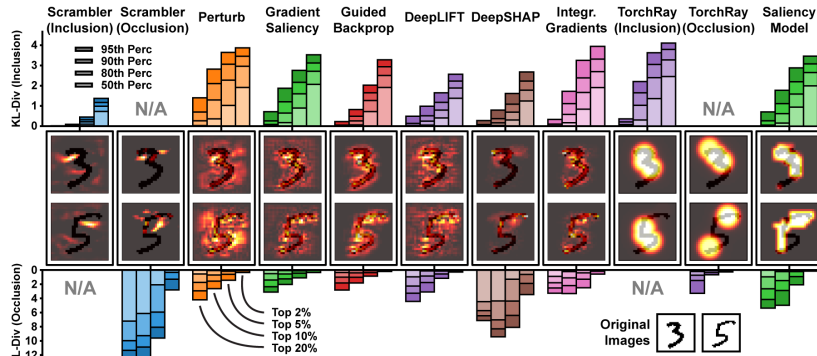 Scrambler (Inclusion)
Scrambler (Occlusion)
Perturb
Gradient Saliency
Guided Backprop
DeepLIFT
DeepSHAP
Integr. Gradients
TorchRay (Inclusion)
TorchRay (Occlusion)
Saliency Model
KL-Div (Inclusion)
4
3
2
1
0
95th Perc
90th Perc
80th Perc
50th Perc
N/A
N/A
L-Div (Occlusion)
0
2
4
6
8
10
12
N/A
N/A
Top 2%
Top 5%
Top 10%
Top 20%
Original
Images